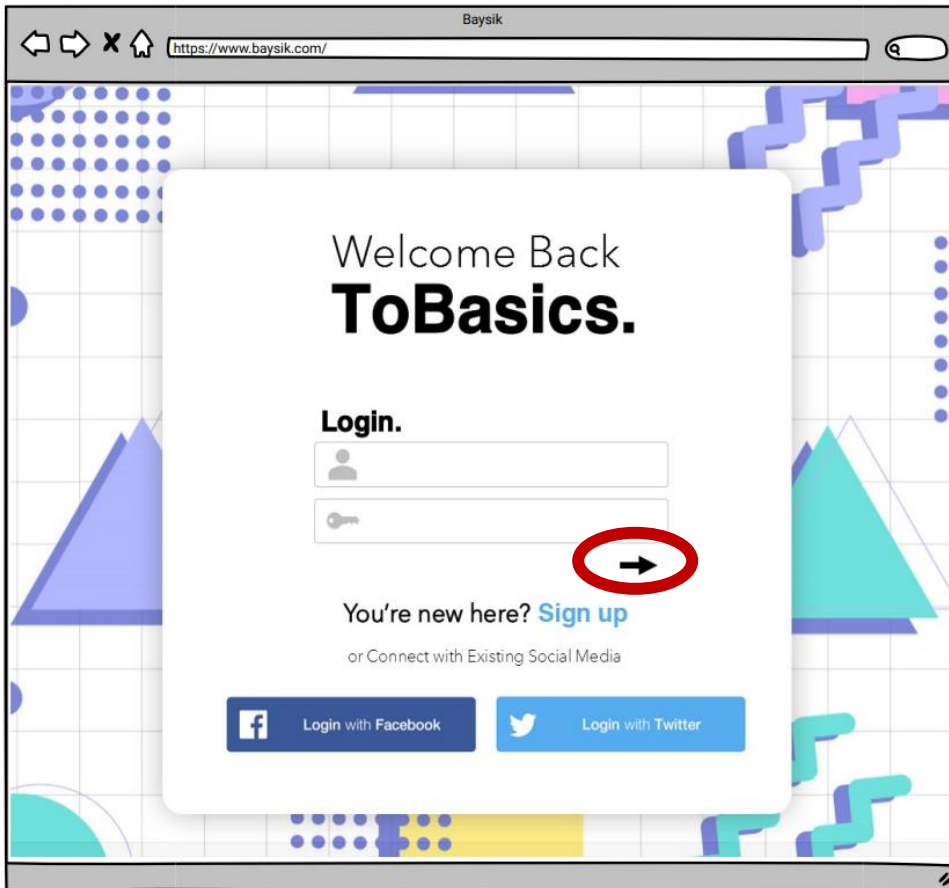 Baysik
https://www.baysik.com/
Welcome Back
ToBasics.
Login.
You're new here? Sign up
or Connect with Existing Social Media
Login with Facebook
Login with Twitter